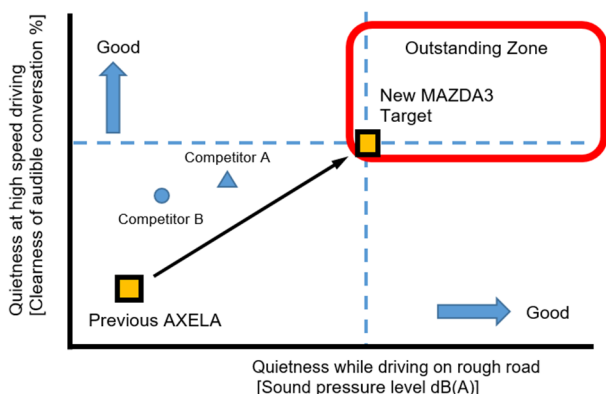 Quietness at high speed driving
[Clearness of audible conversation %]
Good
Outstanding Zone
New MAZDA3
Target
Competitor A
Competitor B
Previous AXELA
Good
Quietness while driving on rough road
[Sound pressure level dB(A)]